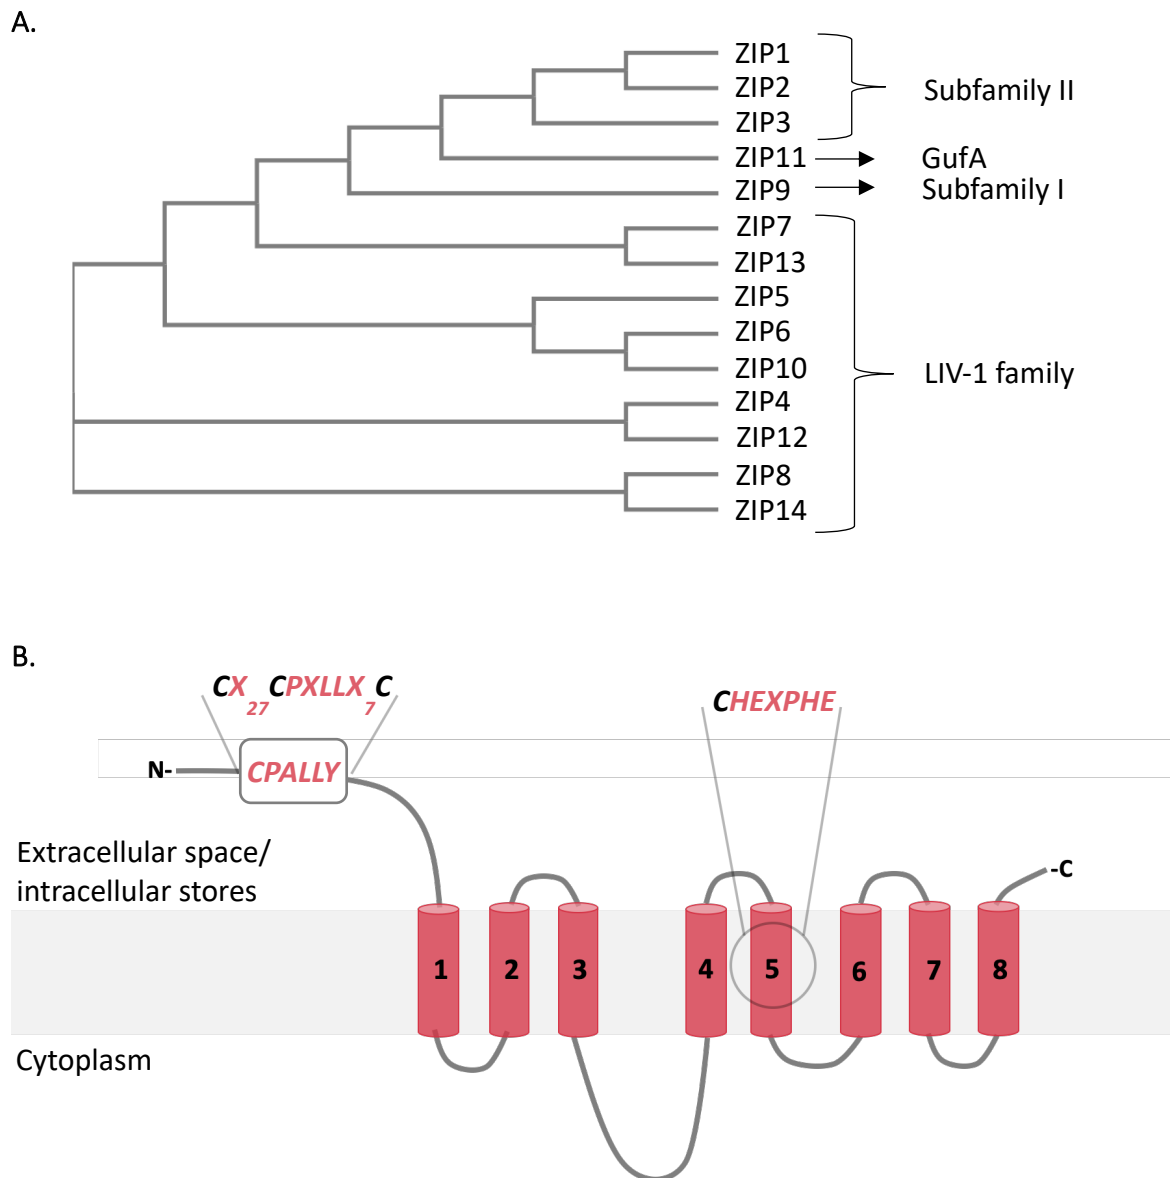 A.
ZIP1
ZIP2
ZIP3
Subfamily II
ZIP11
GufA
ZIP9
Subfamily I
ZIP7
ZIP13
ZIP5
ZIP6
ZIP10
LIV-1 family
ZIP4
ZIP12
ZIP8
ZIP14
B.
CX27CPXLLX7C
CHEXPHE
N- CPALLY
Extracellular space/
intracellular stores
-C
1 2 3 4 5 6 7 8
Cytoplasm